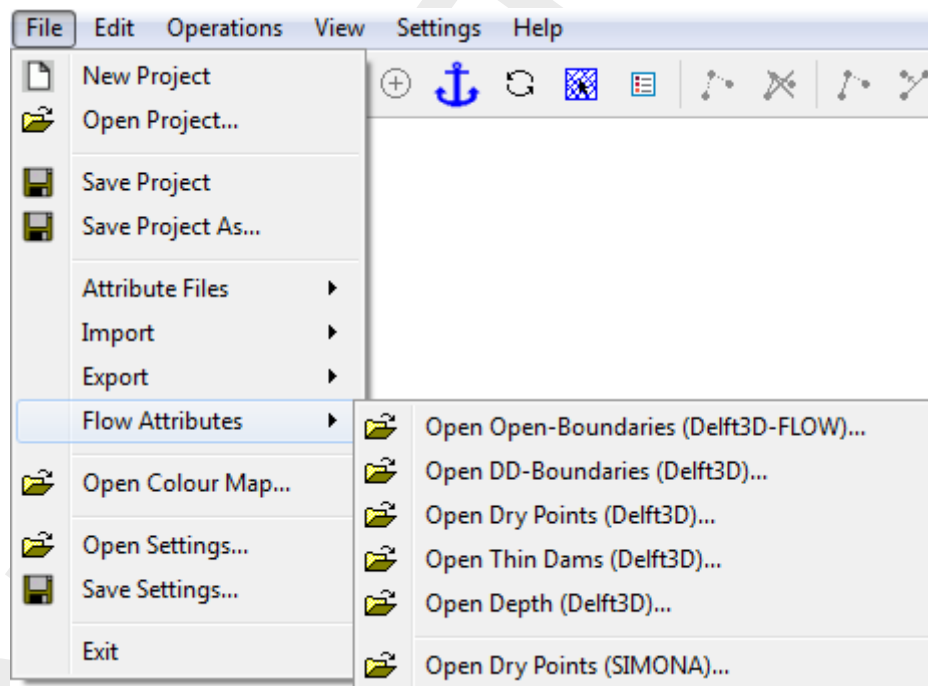 File Edit Operations View Settings Help
New Project
Open Project...
Save Project
Save Project As...
Attribute Files
Import
Export
Flow Attributes
Open Colour Map...
Open Settings...
Save Settings...
Exit
Open Open-Boundaries (Delft3D-FLOW)...
Open DD-Boundaries (Delft3D)...
Open Dry Points (Delft3D)...
Open Thin Dams (Delft3D)...
Open Depth (Delft3D)...
Open Dry Points (SIMONA)...